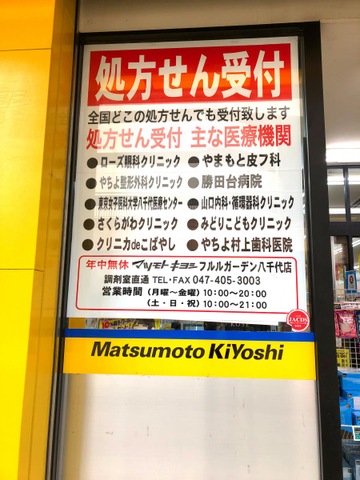 処方せん受付
全国どこの処方せんでも受付致します
処方せん受付 主な医療機関
●ローズ眼科クリニック ●やまもと皮フ科
●やちよ整形外科クリニック ●勝田台病院
●東京女子医科大学八千代医療センター ●山口内科・循環器科クリニック
●さくらがわクリニック ●みどりこどもクリニック
●クリニカdeこばやし ●やちよ村上歯科医院
年中無休 マツモトキヨシ フルルガーデン八千代店
調剤室直通 TEL・FAX 047-405-3003
営業時間 (月曜~金曜) 10:00~20:00
(土・日・祝) 10:00~21:00
JACDS
Matsumoto KiYoshi